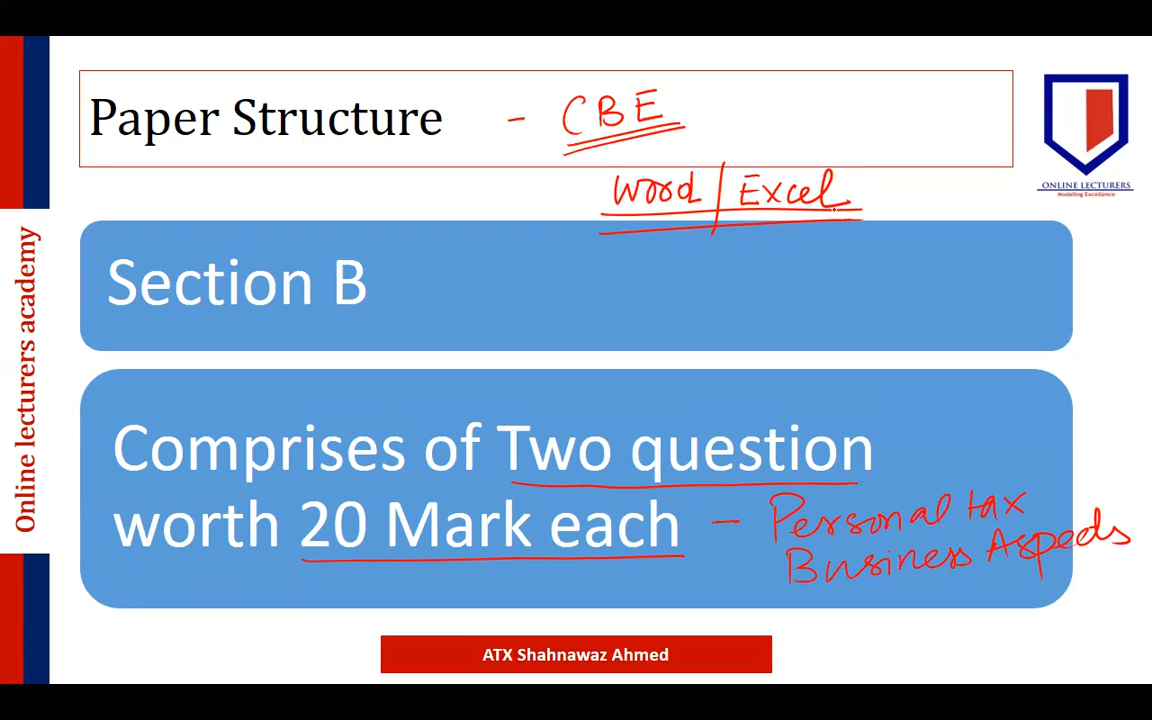 Paper Structure - CBE
Word / Excel
ONLINE LECTURERS
Modeling Excellence
Section B
Comprises of Two question
worth 20 Mark each - Personal tax
Business Aspects
Online lecturers academy
ATX Shahnawaz Ahmed